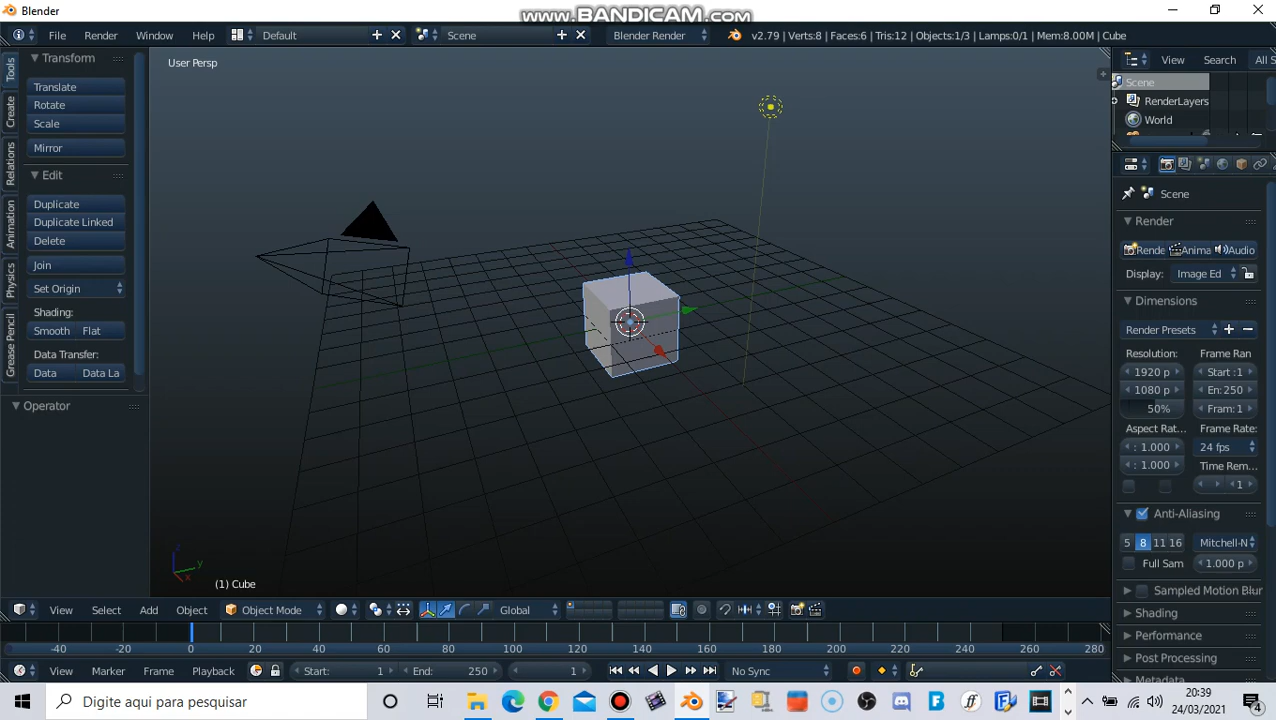 Blender
www.BANDICAM.com
File Render Window Help Default Scene Blender Render v2.79 | Verts:8 | Faces:6 | Tris:12 | Objects:1/3 | Lamps:0/1 | Mem:8.00M | Cube
Tools
Create
Relations
Animation
Physics
Grease Pencil
Transform
Translate
Rotate
Scale
Mirror
Edit
Duplicate
Duplicate Linked
Delete
Join
Set Origin
Shading:
Smooth Flat
Data Transfer:
Data Data La
Operator
User Persp
z
y
x
(1) Cube
View Search All S
Scene
RenderLayers
World
Scene
Render
Rende Anima Audio
Display: Image Ed
Dimensions
Render Presets
Resolution: Frame Ran
1920 p Start :1
1080 p En: 250
50% Fram: 1
Aspect Rat... Frame Rate:
: 1.000 24 fps
: 1.000 Time Rem...
1
Anti-Aliasing
5 8 11 16 Mitchell-N
Full Sam 1.000 p
Sampled Motion Blur
Shading
Performance
Post Processing
Metadata
View Select Add Object Object Mode Global
-40 -20 0 20 40 60 80 100 120 140 160 180 200 220 240 260 280
View Marker Frame Playback Start: 1 End: 250 1 No Sync
Digite aqui para pesquisar
20:39
24/03/2021
4